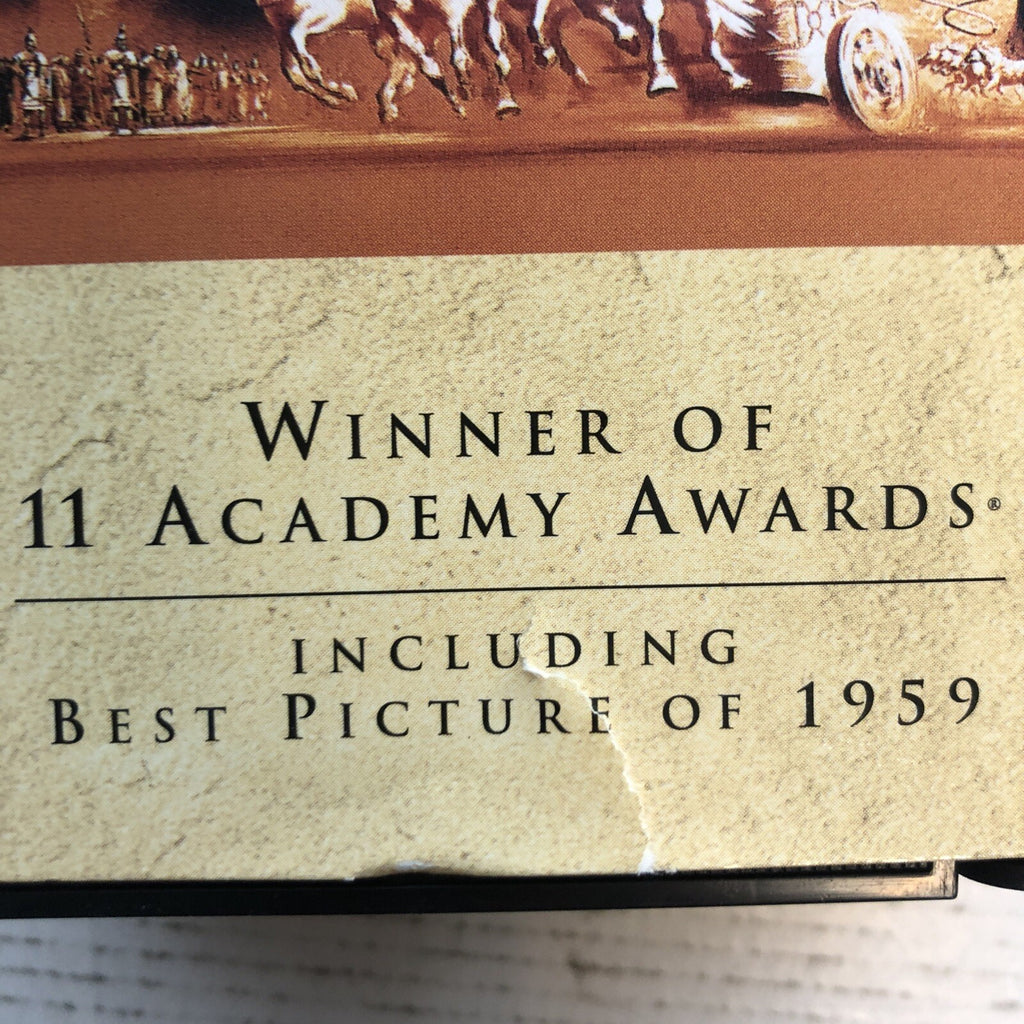 WINNER OF
11 ACADEMY AWARDS®
INCLUDING
BEST PICTURE OF 1959